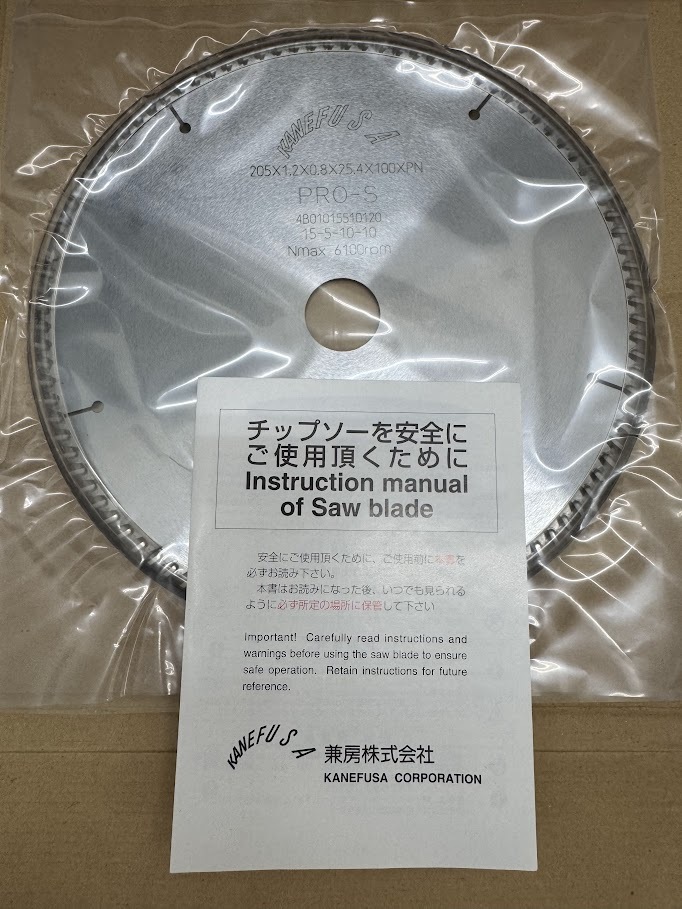 KANEFUSA
205X1.2X0.8X25.4X100XPN
PRO-S
4B01015510120
15-5-10-10
Nmax 6100rpm
チップソーを安全に
ご使用頂くために
Instruction manual
of Saw blade
安全にご使用頂くために、ご使用前に本書を
必ずお読み下さい。
本書はお読みになった後、いつでも見られる
ように必ず所定の場所に保管して下さい
Important! Carefully read instructions and
warnings before using the saw blade to ensure
safe operation. Retain instructions for future
reference.
KANEFUSA 兼房株式会社
KANEFUSA CORPORATION